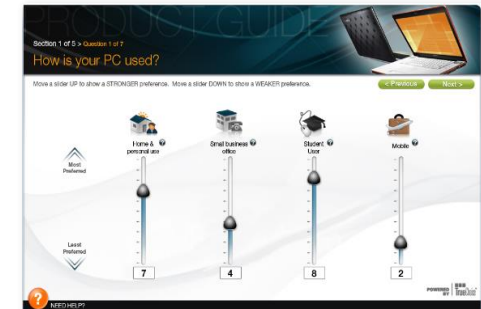 PRODUCT GUIDE
Section 1 of 5 > Question 1 of 7
How is your PC used?
Move a slider UP to show a STRONGER preference. Move a slider DOWN to show a WEAKER preference.
< Previous
Next >
Home & personal use
Small business office
Student User
Mobile
Most Preferred
Least Preferred
7
4
8
2
POWERED BY
NEED HELP?